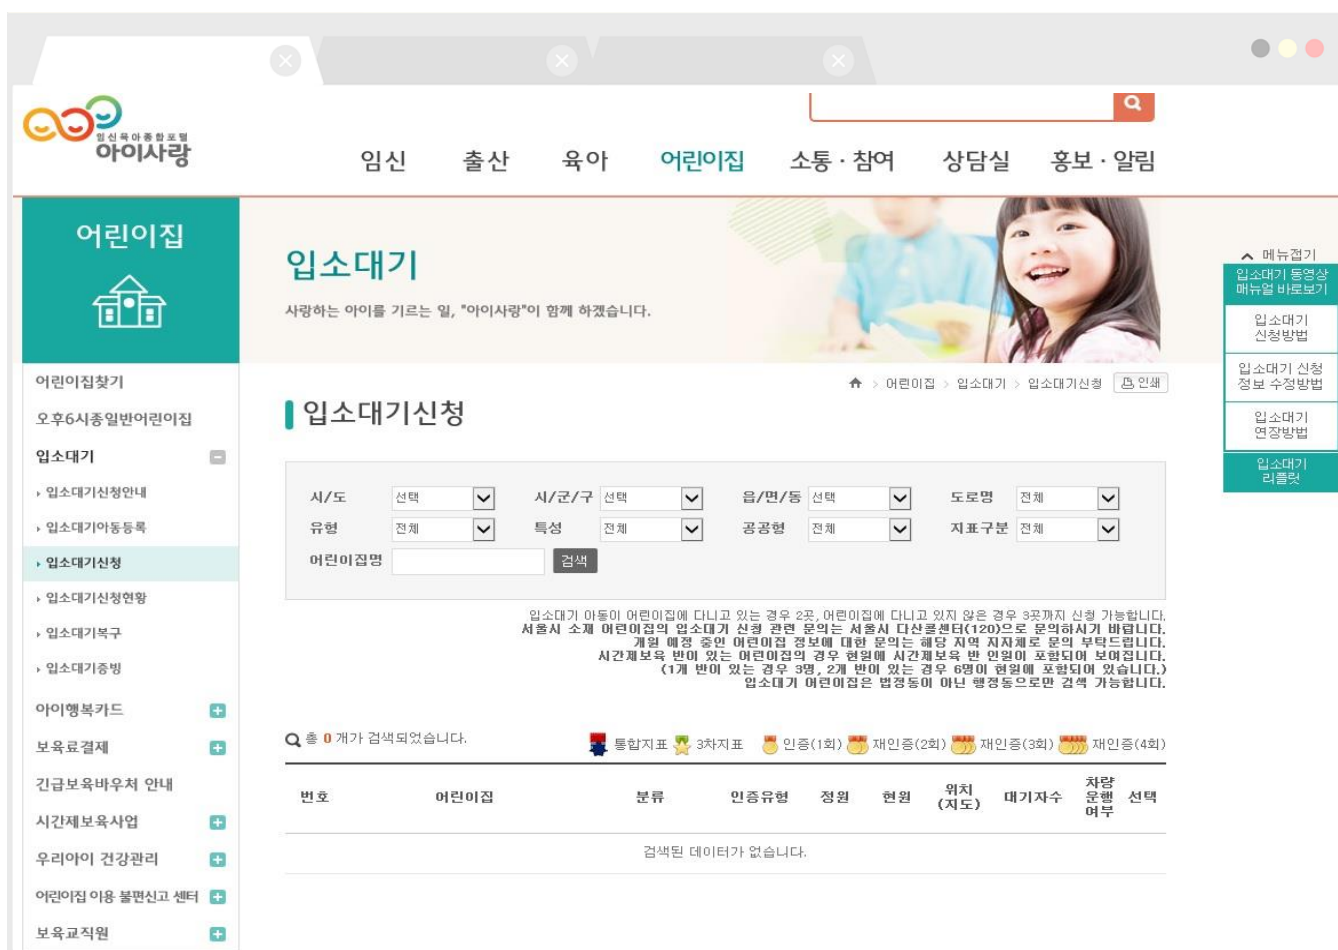 임신육아종합포털
아이사랑
임신 출산 육아 어린이집 소통·참여 상담실 홍보·알림
어린이집
입소대기
사랑하는 아이를 기르는 일, "아이사랑"이 함께 하겠습니다.
메뉴접기
입소대기 동영상
매뉴얼 바로보기
입소대기
신청방법
입소대기 신청
정보 수정방법
입소대기
연장방법
입소대기
리플릿
어린이집찾기
오후6시종일반어린이집
입소대기
입소대기신청안내
입소대기아동등록
입소대기신청
입소대기신청현황
입소대기복구
입소대기증빙
아이행복카드
보육료결제
긴급보육바우처 안내
시간제보육사업
우리아이 건강관리
어린이집 이용 불편신고 센터
보육교직원
> 어린이집 > 입소대기 > 입소대기신청 인쇄
입소대기신청
시/도 선택 시/군/구 선택 읍/면/동 선택 도로명 전체
유형 전체 특성 전체 공공형 전체 지표구분 전체
어린이집명 검색
입소대기 아동이 어린이집에 다니고 있는 경우 2곳, 어린이집에 다니고 있지 않은 경우 3곳까지 신청 가능합니다.
서울시 소재 어린이집의 입소대기 신청 관련 문의는 서울시 다산콜센터(120)으로 문의하시기 바랍니다.
개원 예정 중인 어린이집 정보에 대한 문의는 해당 지역 지자체로 문의 부탁드립니다.
시간제보육 반이 있는 어린이집의 경우 현원에 시간제보육 반 인원이 포함되어 보여집니다.
(1개 반이 있는 경우 3명, 2개 반이 있는 경우 6명이 현원에 포함되어 있습니다.)
입소대기 어린이집은 법정동이 아닌 행정동으로만 검색 가능합니다.
총 0 개가 검색되었습니다. 통합지표 3차지표 인증(1회) 재인증(2회) 재인증(3회) 재인증(4회)
번호 어린이집 분류 인증유형 정원 현원 위치(지도) 대기자수 차량운행여부 선택
검색된 데이터가 없습니다.